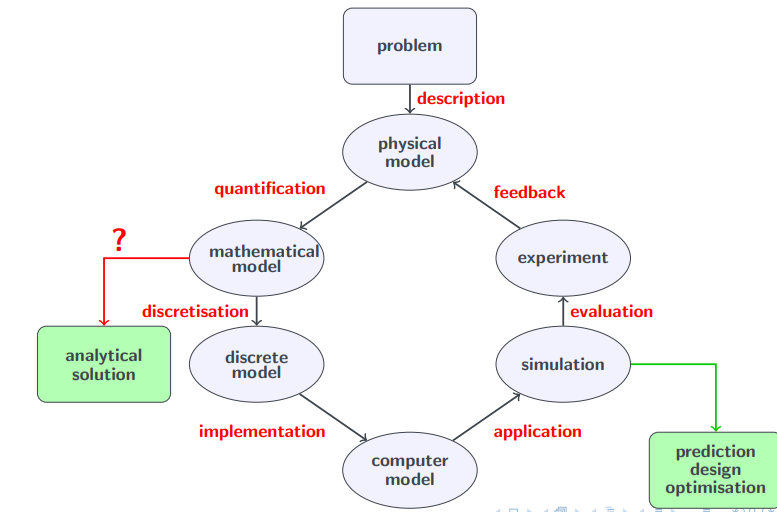 problem
description
physical
model
quantification
feedback
?
mathematical
model
experiment
discretisation
evaluation
analytical
solution
discrete
model
simulation
implementation
application
computer
model
prediction
design
optimisation